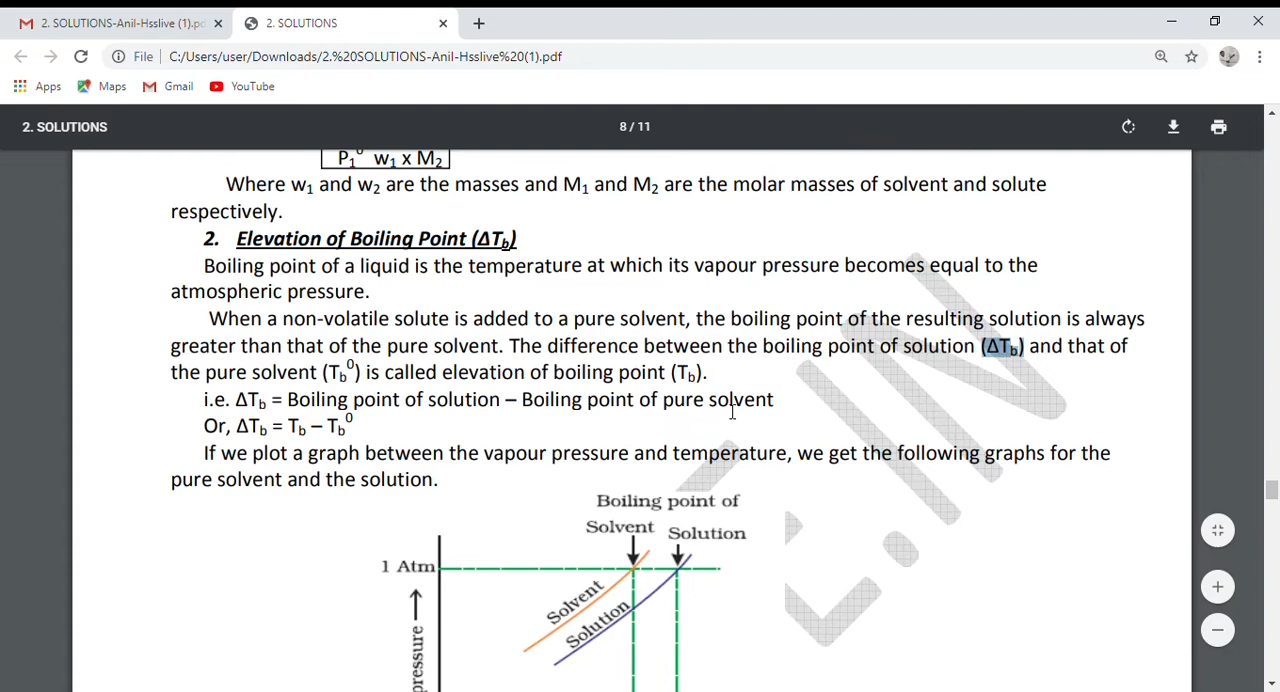 2. SOLUTIONS-Anil-Hsslive (1).pd
2. SOLUTIONS
File
C:/Users/user/Downloads/2.%20SOLUTIONS-Anil-Hsslive%20(1).pdf
Apps Maps Gmail YouTube
2. SOLUTIONS
8 / 11
P₁⁰ w₁ x M₂
Where w₁ and w₂ are the masses and M₁ and M₂ are the molar masses of solvent and solute
respectively.
2. Elevation of Boiling Point (ΔTb)
Boiling point of a liquid is the temperature at which its vapour pressure becomes equal to the
atmospheric pressure.
When a non-volatile solute is added to a pure solvent, the boiling point of the resulting solution is always
greater than that of the pure solvent. The difference between the boiling point of solution (ΔTb) and that of
the pure solvent (Tb⁰) is called elevation of boiling point (Tb).
i.e. ΔTb = Boiling point of solution – Boiling point of pure solvent
Or, ΔTb = Tb – Tb⁰
If we plot a graph between the vapour pressure and temperature, we get the following graphs for the
pure solvent and the solution.
Boiling point of
Solvent Solution
1 Atm
Solvent
Solution
pressure
E.IN